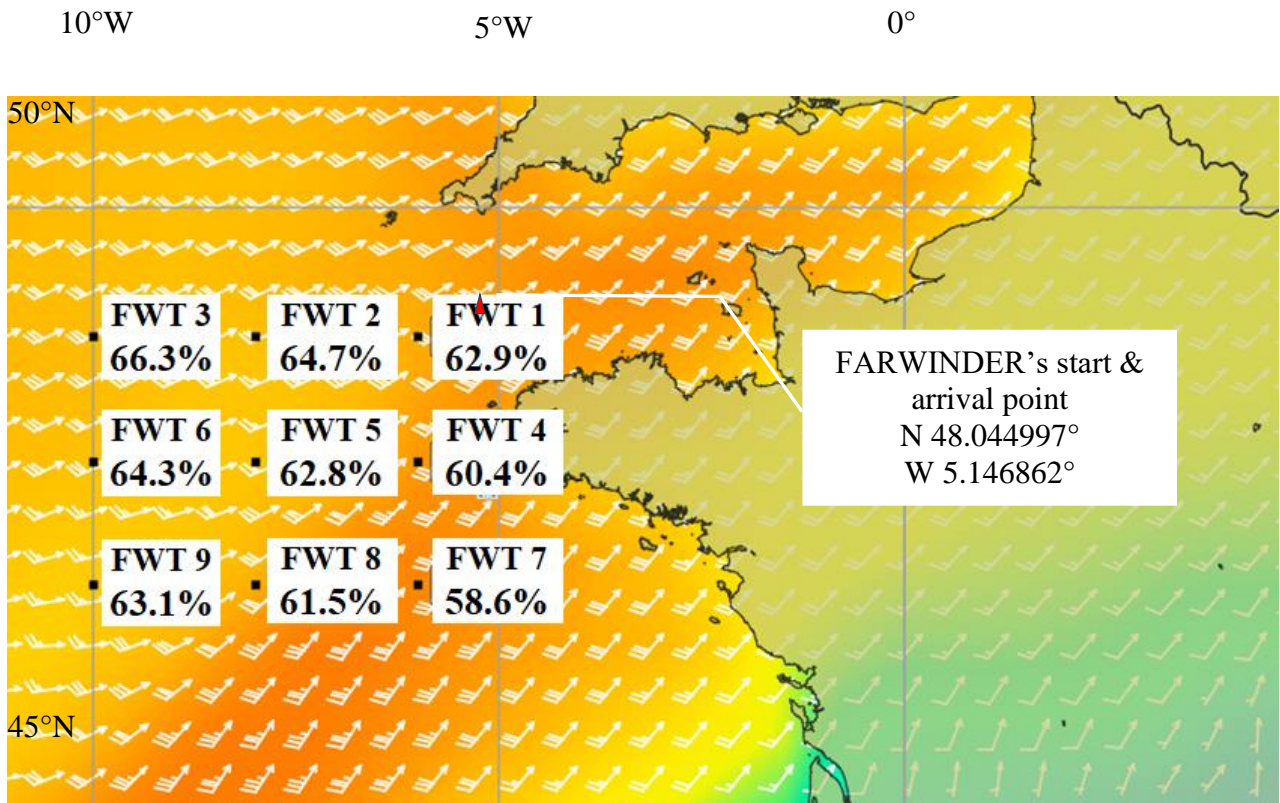 10°W
5°W
0°
50°N
FWT 3
66.3%
FWT 2
64.7%
FWT 1
62.9%
FARWINDER’s start &
arrival point
N 48.044997°
W 5.146862°
FWT 6
64.3%
FWT 5
62.8%
FWT 4
60.4%
FWT 9
63.1%
FWT 8
61.5%
FWT 7
58.6%
45°N